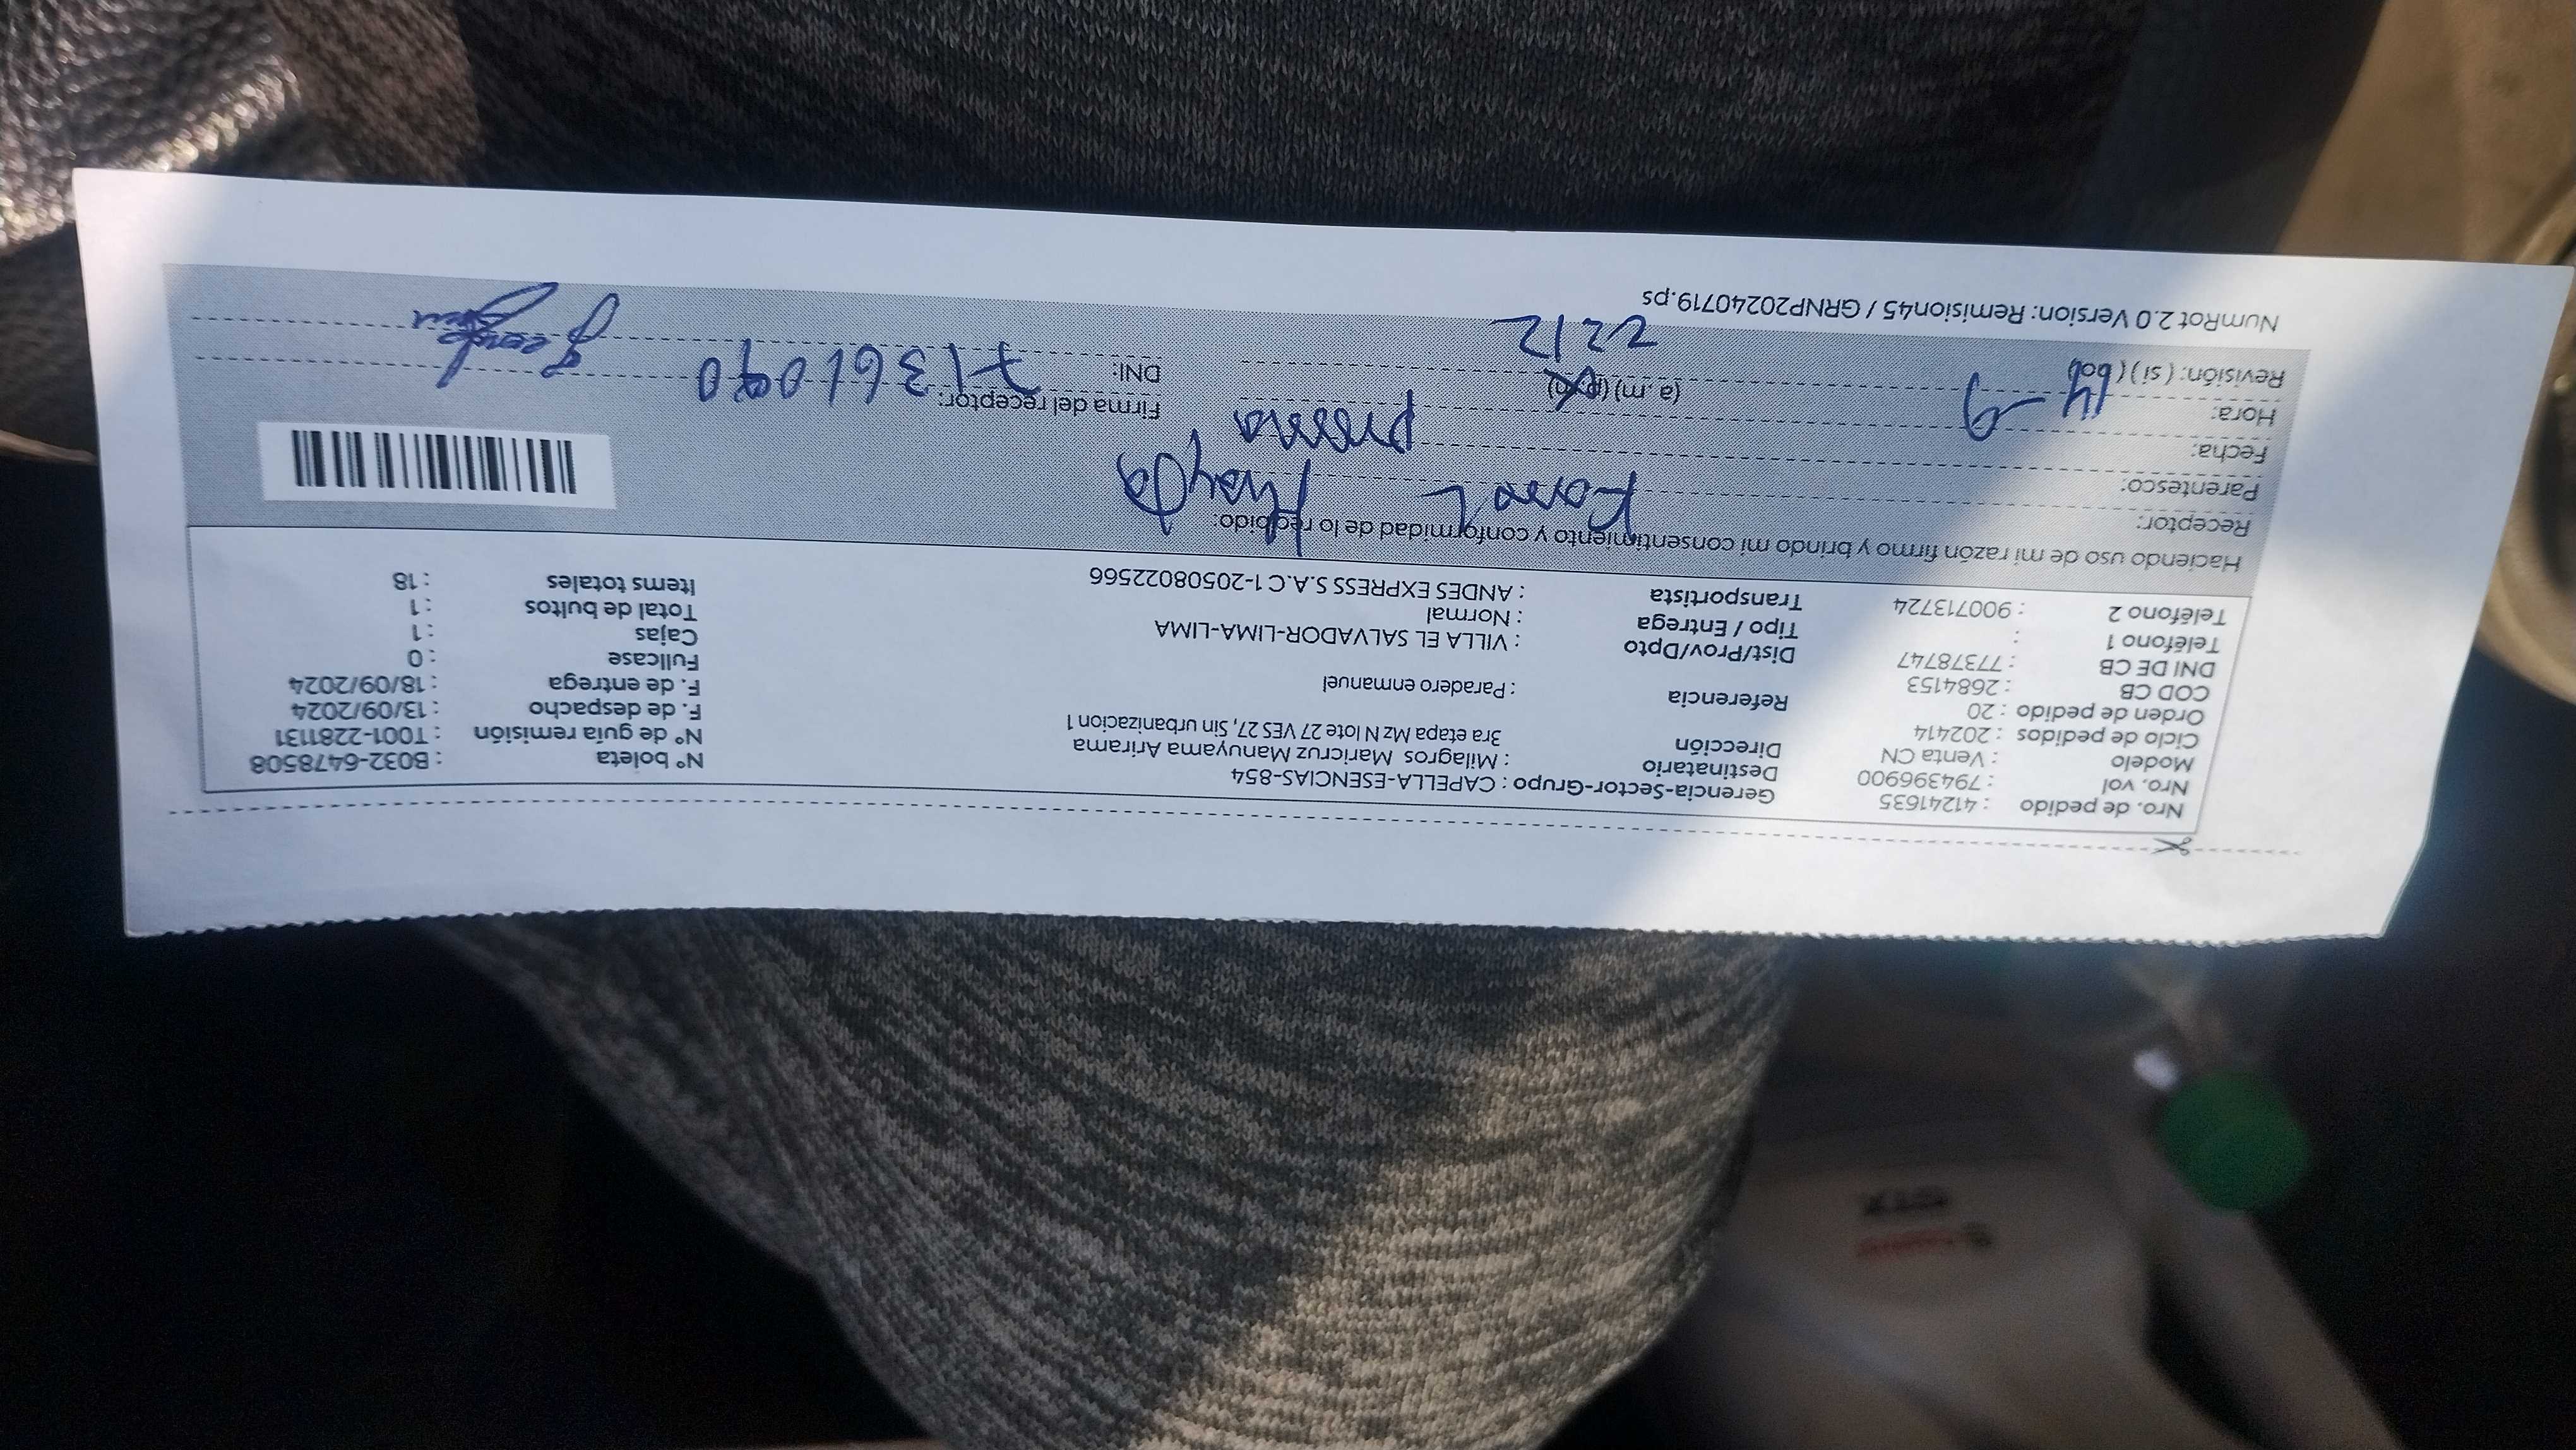 Nro. de pedido : 41241635 Gerencia-Sector-Grupo : CAPELLA-ESENCIAS-854 N° boleta : B032-6478508
Nro. vol : 794396900 Destinatario : Milagros Maricruz Manuyama Arirama N° de guía remisión : T001-2281131
Modelo : Venta CN Dirección 3ra etapa Mz N lote 27 VES 27, Sin urbanizacion 1 F. de despacho : 13/09/2024
Ciclo de pedidos : 202414 F. de entrega : 18/09/2024
Orden de pedido : 20 Referencia : Paradero enmanuel Fullcase : 0
COD CB : 2684153 Dist/Prov/Dpto : VILLA EL SALVADOR-LIMA-LIMA Cajas : 1
DNI DE CB : 77378747 Tipo / Entrega : Normal Total de bultos : 1
Teléfono 1 : Transportista : ANDES EXPRESS S.A.C 1-20508022566 Items totales : 18
Teléfono 2 : 900713724
Haciendo uso de mi razón firmo y brindo mi consentimiento y conformidad de lo recibido:
Receptor: Karol
Parentesco:
Fecha: 14-9
Hora: (a. m) (p.m) Firma del receptor:
Revisión: (si) (no) 2212 DNI: 71361090
NumRot 2.0 Version: Remision45 / GRNP20240719.ps